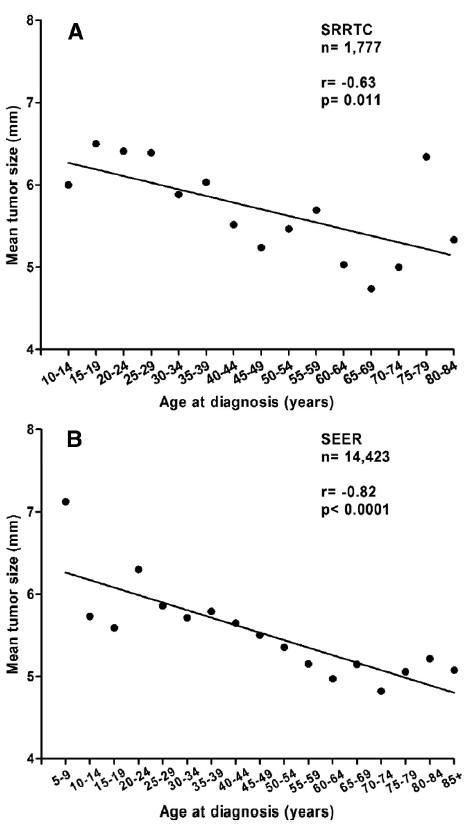 A
SRRTC
n= 1,777
r= -0.63
p= 0.011
Mean tumor size (mm)
8
7
6
5
4
10-14 15-19 20-24 25-29 30-34 35-39 40-44 45-49 50-54 55-59 60-64 65-69 70-74 75-79 80-84
Age at diagnosis (years)
B
SEER
n= 14,423
r= -0.82
p< 0.0001
Mean tumor size (mm)
8
7
6
5
4
5-9 10-14 15-19 20-24 25-29 30-34 35-39 40-44 45-49 50-54 55-59 60-64 65-69 70-74 75-79 80-84 85+
Age at diagnosis (years)